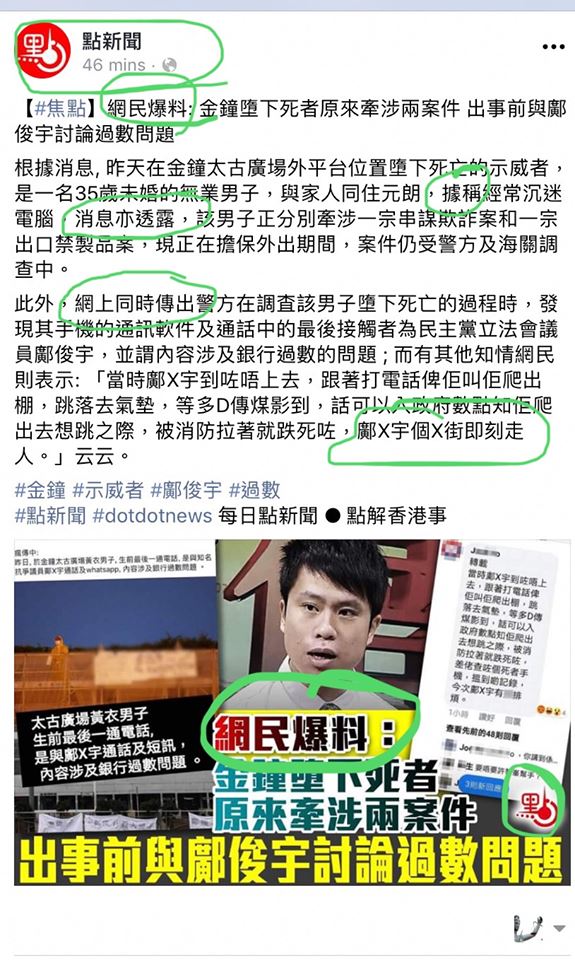 點
點新聞
46 mins ·
【#焦點】網民爆料: 金鐘墮下死者原來牽涉兩案件 出事前與鄺
俊宇討論過數問題
根據消息, 昨天在金鐘太古廣場外平台位置墮下死亡的示威者，
是一名35歲未婚的無業男子，與家人同住元朗，據稱經常沉迷
電腦，消息亦透露，該男子正分別牽涉一宗串謀欺詐案和一宗
出口禁製品案，現正在擔保外出期間，案件仍受警方及海關調
查中。
此外，網上同時傳出警方在調查該男子墮下死亡的過程時，發
現其手機的通訊軟件及通話中的最後接觸者為民主黨立法會議
員鄺俊宇，並謂內容涉及銀行過數的問題；而有其他知情網民
則表示:「當時鄺X宇到咗唔上去，跟著打電話俾佢叫佢爬出
棚，跳落去氣墊，等多D傳媒影到，話可以入政府數點知佢爬
出去想跳之際，被消防拉著就跌死咗，鄺X宇個X街即刻走
人。」云云。
#金鐘 #示威者 #鄺俊宇 #過數
#點新聞 #dotdotnews 每日點新聞 ● 點解香港事
瘋傳中:
昨日, 於金鐘太古廣場黃衣男子, 生前最後一通電話, 是與知名
抗爭議員鄺X宇通話及whatsapp, 內容涉及銀行過數問題 。
太古廣場黃衣男子
生前最後一通電話，
是與鄺X宇通話及短訊，
內容涉及銀行過數問題 。
J
轉載
當時鄺X宇到咗唔上
去，跟著打電話俾
佢叫佢爬出棚，跳
落去氣墊，等多D傳
媒影到，話可以入
政府數點知佢爬出
去想跳之際，被消
防拉著就跌死咗，
差佬查咗個死者手
機，搵到啲記錄，
今次鄺X宇有排
煩。
1小時 讚好 回覆
查看先前的48則回覆
點
網民爆料：
金鐘墮下死者
原來牽涉兩案件
出事前與鄺俊宇討論過數問題